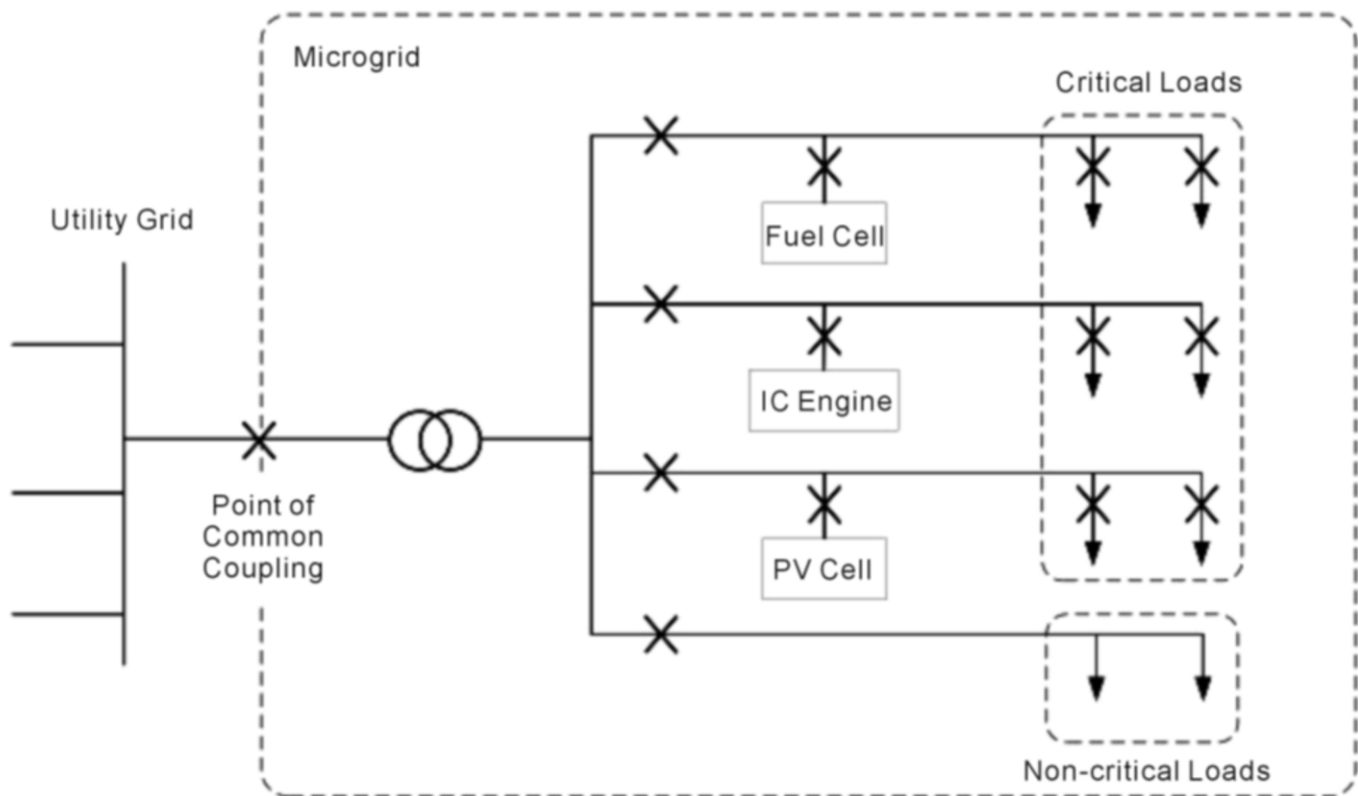 Microgrid
Critical Loads
Utility Grid
Fuel Cell
IC Engine
Point of
Common
Coupling
PV Cell
Non-critical Loads